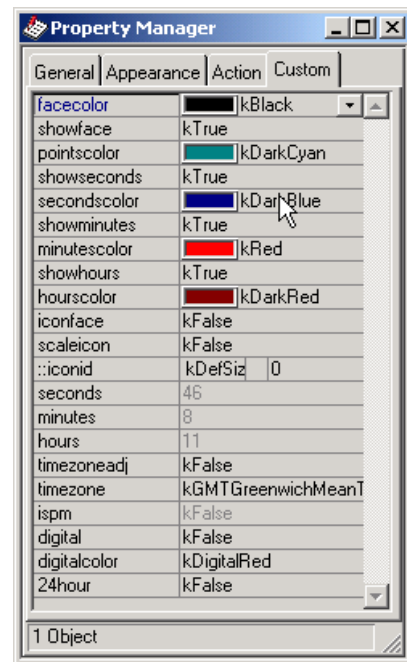 Property Manager
General Appearance Action Custom
facecolor kBlack
showface kTrue
pointscolor kDarkCyan
showseconds kTrue
secondscolor kDarkBlue
showminutes kTrue
minutescolor kRed
showhours kTrue
hourscolor kDarkRed
iconface kFalse
scaleicon kFalse
::iconid kDefSiz 0
seconds 46
minutes 8
hours 11
timezoneadj kFalse
timezone kGMTGreenwichMeanT
ispm kFalse
digital kFalse
digitalcolor kDigitalRed
24hour kFalse
1 Object